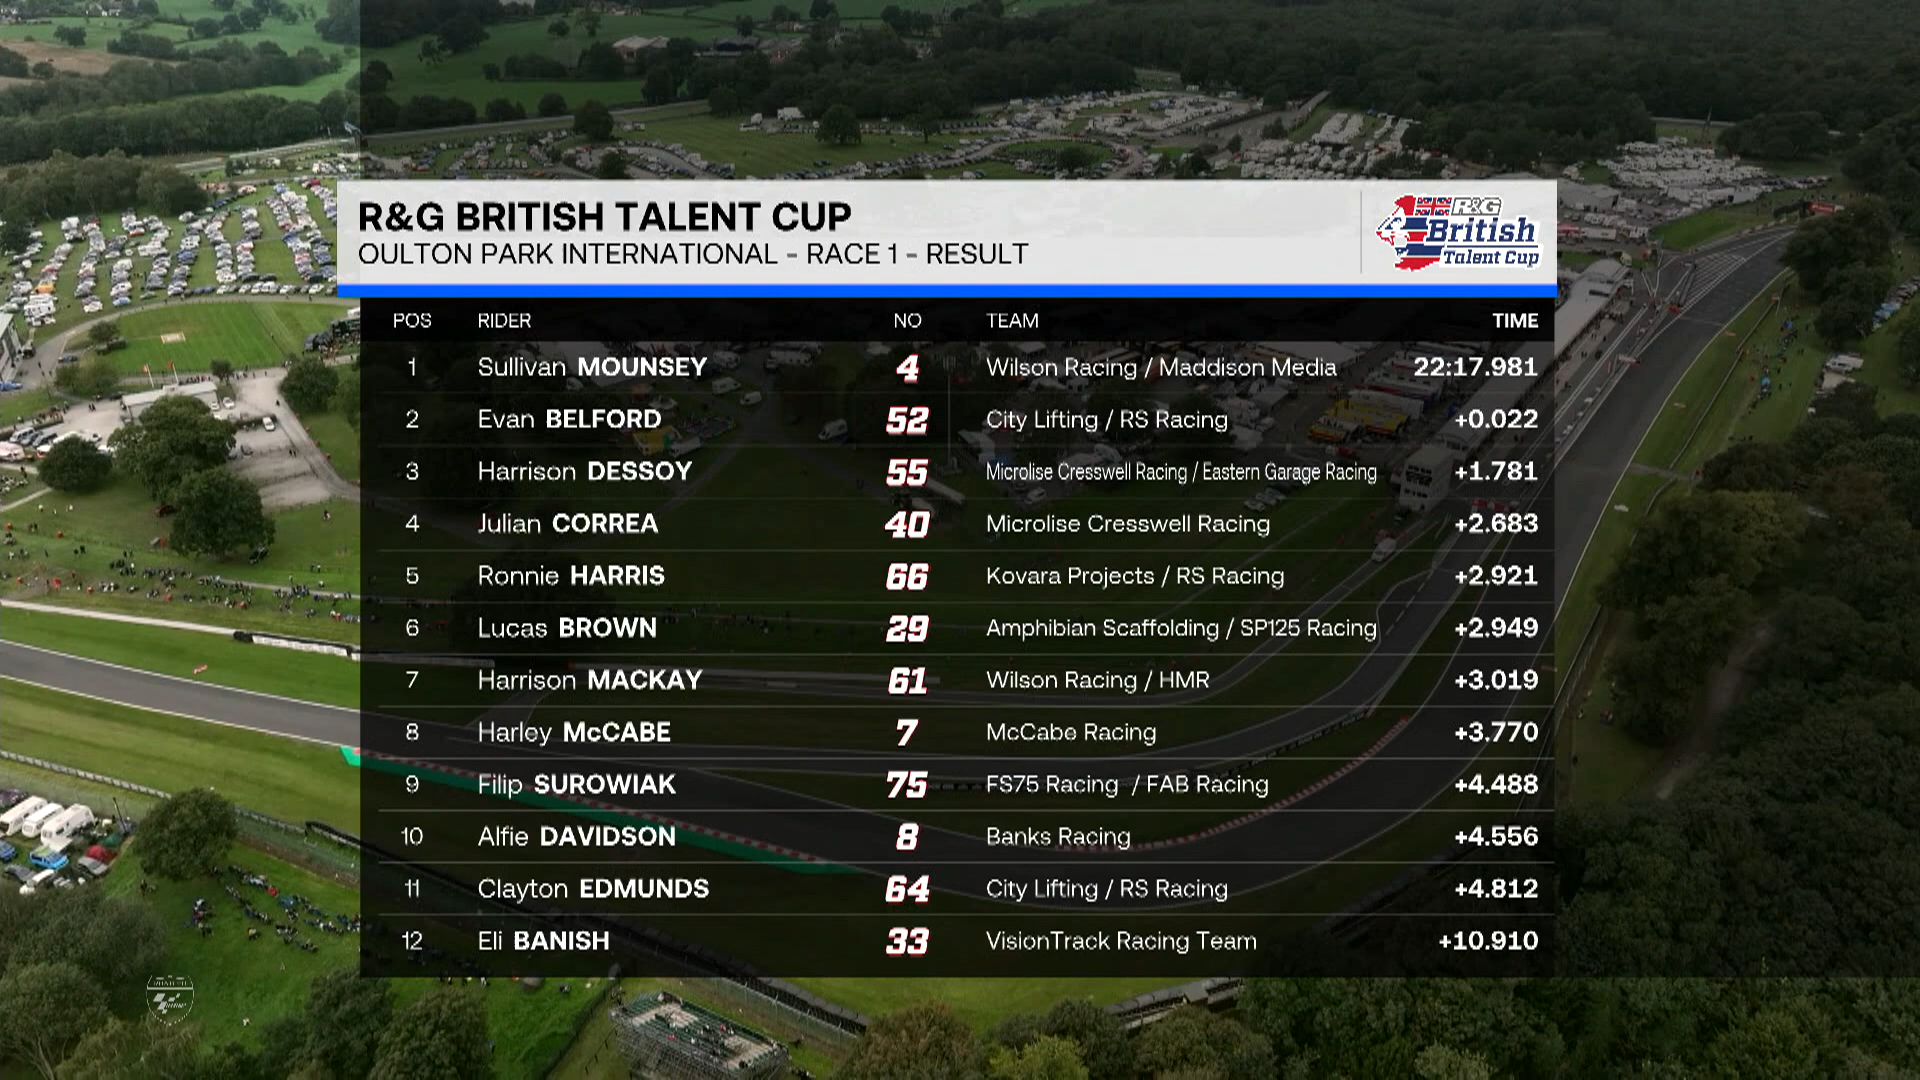 R&G BRITISH TALENT CUP
OULTON PARK INTERNATIONAL - RACE 1 - RESULT
R&G
British
Talent Cup
POS RIDER NO TEAM TIME
1 Sullivan MOUNSEY 4 Wilson Racing / Maddison Media 22:17.981
2 Evan BELFORD 52 City Lifting / RS Racing +0.022
3 Harrison DESSOY 55 Microlise Cresswell Racing / Eastern Garage Racing +1.781
4 Julian CORREA 40 Microlise Cresswell Racing +2.683
5 Ronnie HARRIS 66 Kovara Projects / RS Racing +2.921
6 Lucas BROWN 29 Amphibian Scaffolding / SP125 Racing +2.949
7 Harrison MACKAY 61 Wilson Racing / HMR +3.019
8 Harley McCABE 7 McCabe Racing +3.770
9 Filip SUROWIAK 75 FS75 Racing / FAB Racing +4.488
10 Alfie DAVIDSON 8 Banks Racing +4.556
11 Clayton EDMUNDS 64 City Lifting / RS Racing +4.812
12 Eli BANISH 33 VisionTrack Racing Team +10.910
ROAD TO